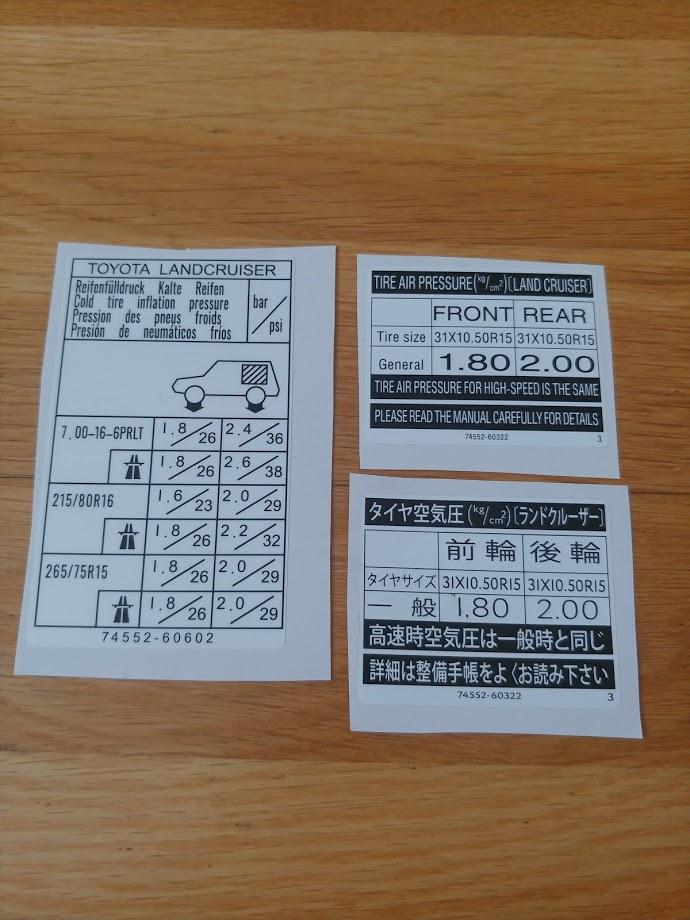 TOYOTA LANDCRUISER
Reifenfülldruck Kalte Reifen
Cold tire inflation pressure
Pression des pneus froids
Presión de neumáticos fríos
bar/psi
7.00-16-6PRLT 1.8/26 2.4/36
1.8/26 2.6/38
215/80R16 1.6/23 2.0/29
1.8/26 2.2/32
265/75R15 1.8/26 2.0/29
1.8/26 2.0/29
74552-60602
TIRE AIR PRESSURE(kg/cm²)〔LAND CRUISER〕
FRONT REAR
Tire size 31X10.50R15 31X10.50R15
General 1.80 2.00
TIRE AIR PRESSURE FOR HIGH-SPEED IS THE SAME
PLEASE READ THE MANUAL CAREFULLY FOR DETAILS
74552-60322 3
タイヤ空気圧(kg/cm²)〔ランドクルーザー〕
前輪 後輪
タイヤサイズ 31X10.50R15 31X10.50R15
一般 1.80 2.00
高速時空気圧は一般時と同じ
詳細は整備手帳をよくお読み下さい
74552-60322 3